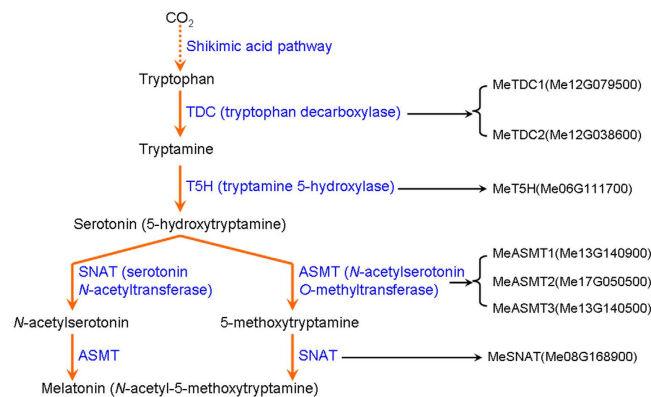 CO2
Shikimic acid pathway
Tryptophan
TDC (tryptophan decarboxylase)
MeTDC1(Me12G079500)
MeTDC2(Me12G038600)
Tryptamine
T5H (tryptamine 5-hydroxylase)
MeT5H(Me06G111700)
Serotonin (5-hydroxytryptamine)
SNAT (serotonin
N-acetyltransferase)
ASMT (N-acetylserotonin
O-methyltransferase)
MeASMT1(Me13G140900)
MeASMT2(Me17G050500)
MeASMT3(Me13G140500)
N-acetylserotonin
5-methoxytryptamine
ASMT
SNAT
MeSNAT(Me08G168900)
Melatonin (N-acetyl-5-methoxytryptamine)